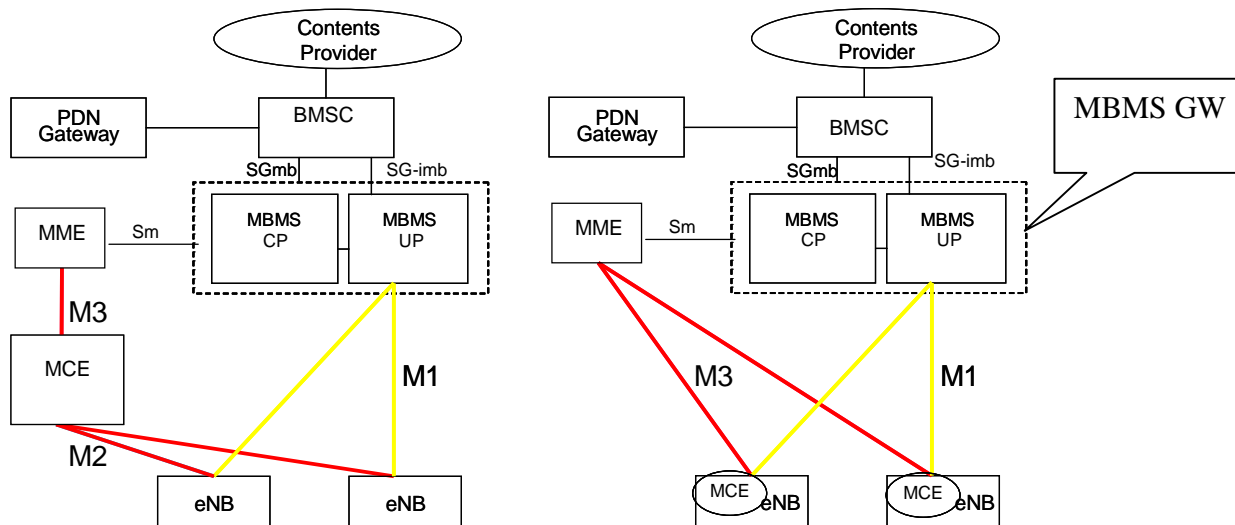 Contents
Provider
PDN
Gateway
BMSC
SGmb
SG-imb
MBMS
CP
MBMS
UP
MME
Sm
M3
MCE
M1
M2
eNB
eNB
Contents
Provider
PDN
Gateway
BMSC
MBMS GW
SGmb
SG-imb
MBMS
CP
MBMS
UP
MME
Sm
M3
M1
MCE
eNB
MCE
eNB